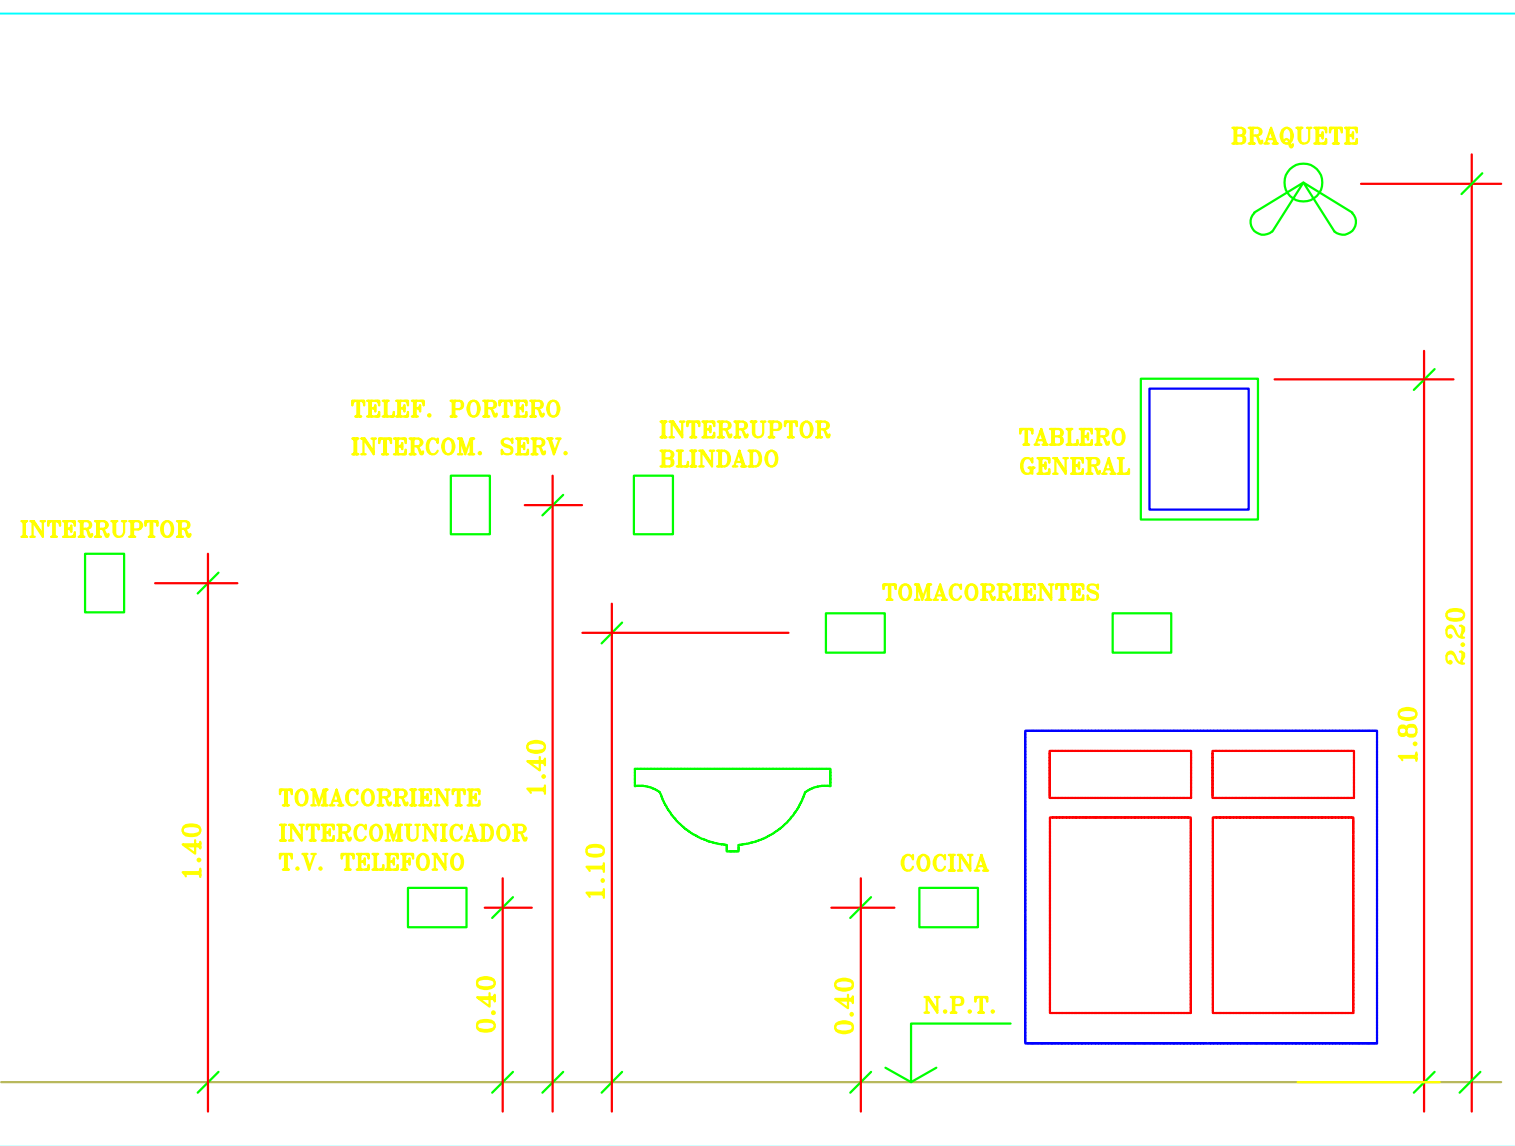 BRAQUETE
TELEF. PORTERO
INTERCOM. SERV.
INTERRUPTOR
BLINDADO
TABLERO
GENERAL
INTERRUPTOR
TOMACORRIENTES
2.20
1.80
1.40
TOMACORRIENTE
INTERCOMUNICADOR
T.V. TELEFONO
1.40
1.10
COCINA
0.40
0.40
N.P.T.